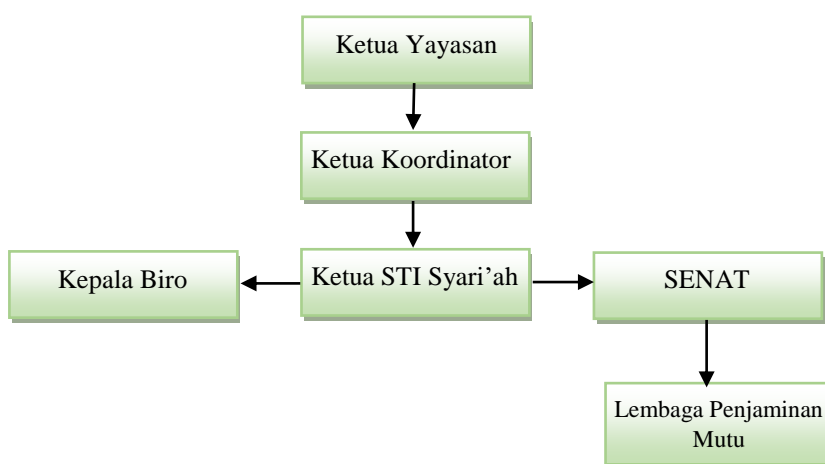 Ketua Yayasan
Ketua Koordinator
Kepala Biro
Ketua STI Syari’ah
SENAT
Lembaga Penjaminan
Mutu